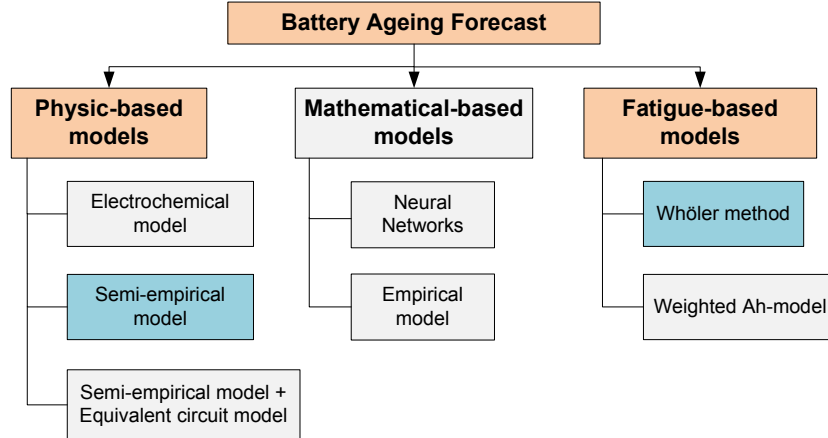 Battery Ageing Forecast
Physic-based
models
Mathematical-based
models
Fatigue-based
models
Electrochemical
model
Neural
Networks
Whöler method
Semi-empirical
model
Empirical
model
Weighted Ah-model
Semi-empirical model +
Equivalent circuit model